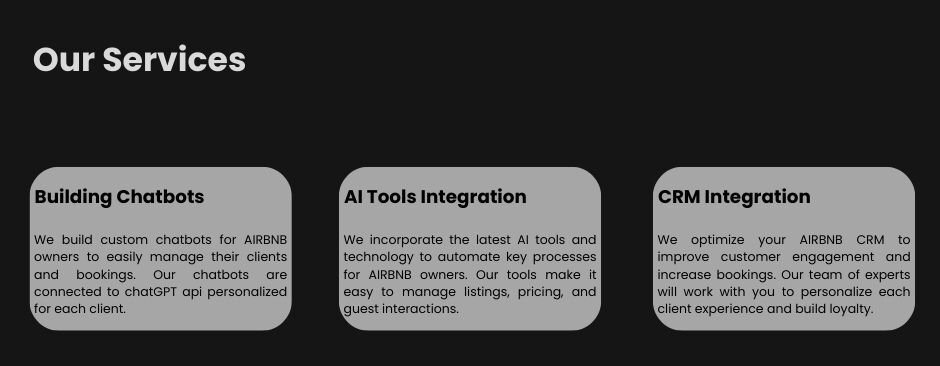 Our Services
Building Chatbots
We build custom chatbots for AIRBNB
owners to easily manage their clients
and bookings. Our chatbots are
connected to chatGPT api personalized
for each client.
AI Tools Integration
We incorporate the latest AI tools and
technology to automate key processes
for AIRBNB owners. Our tools make it
easy to manage listings, pricing, and
guest interactions.
CRM Integration
We optimize your AIRBNB CRM to
improve customer engagement and
increase bookings. Our team of experts
will work with you to personalize each
client experience and build loyalty.